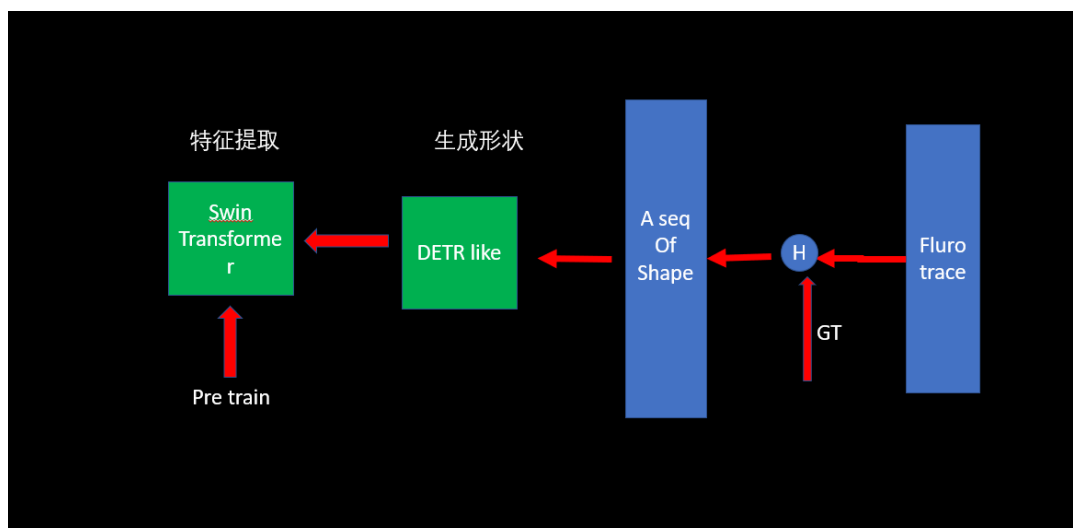 特征提取
生成形状
Swin
Transforme
r
DETR like
A seq
Of
Shape
H
Fluro
trace
GT
Pre train